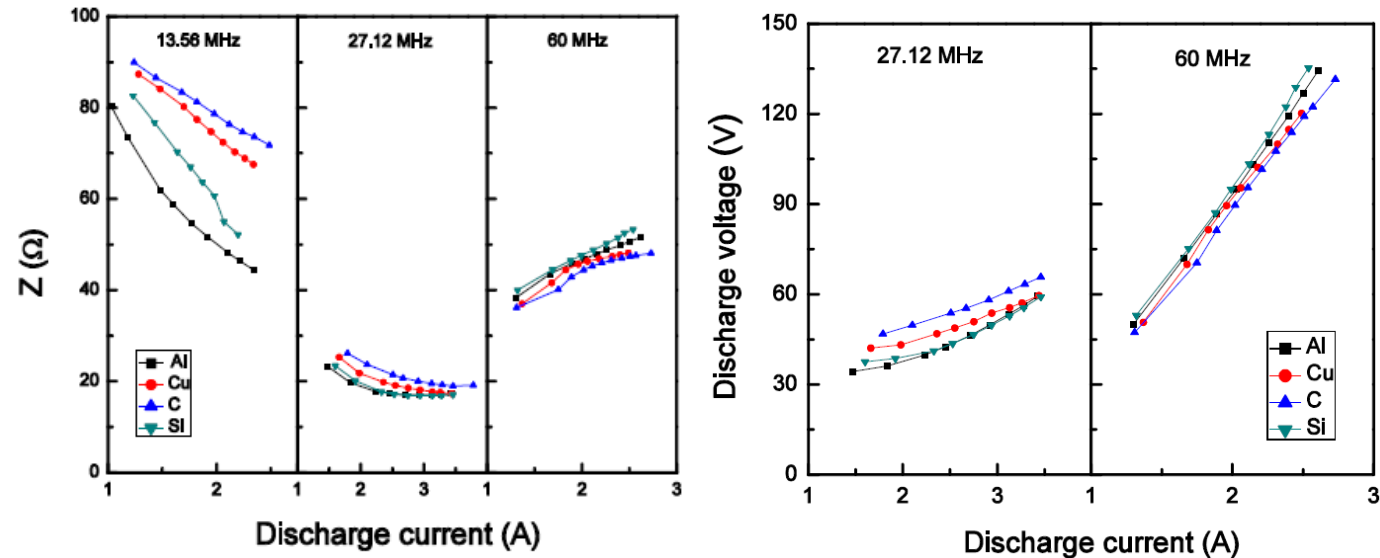 100
80
60
40
20
0
Z (Ω)
13.56 MHz
27.12 MHz
60 MHz
Al
Cu
C
Si
1
2
1
2
3
1
2
3
Discharge current (A)
150
120
90
60
30
0
Discharge voltage (V)
27.12 MHz
60 MHz
Al
Cu
C
Si
1
2
3
1
2
3
Discharge current (A)